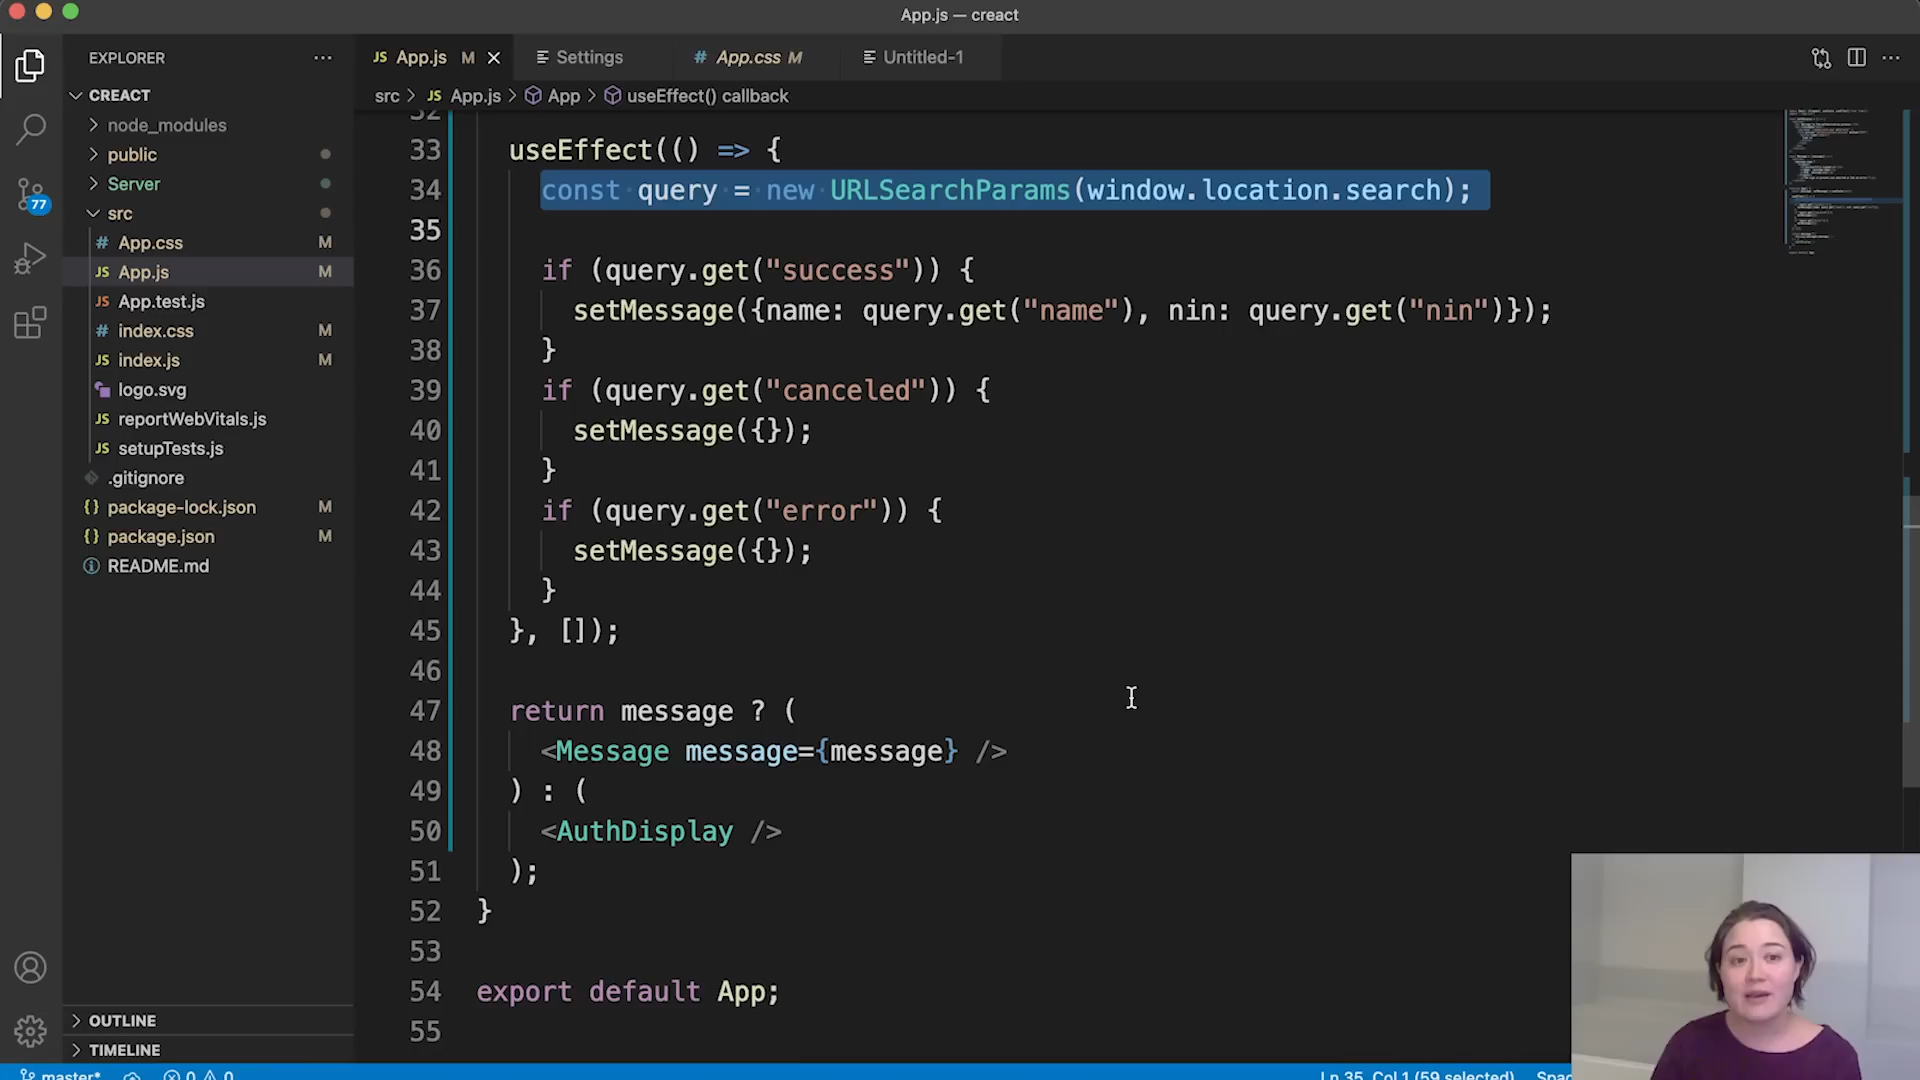 App.js — creact
EXPLORER
CREACT
node_modules
public
Server
77
src
App.css M
App.js M
App.test.js
index.css M
index.js M
logo.svg
reportWebVitals.js
setupTests.js
.gitignore
package-lock.json M
package.json M
README.md
OUTLINE
TIMELINE
JS App.js M
Settings
# App.css M
Untitled-1
src > JS App.js > App > useEffect() callback
32
33 useEffect(() => {
34 const query = new URLSearchParams(window.location.search);
35
36 if (query.get("success")) {
37 setMessage({name: query.get("name"), nin: query.get("nin")});
38 }
39 if (query.get("canceled")) {
40 setMessage({});
41 }
42 if (query.get("error")) {
43 setMessage({});
44 }
45 }, []);
46
47 return message ? (
48 <Message message={message} />
49 ) : (
50 <AuthDisplay />
51 );
52 }
53
54 export default App;
55
master* 0 0
Ln 35, Col 1 (59 selected)